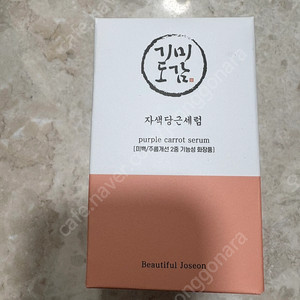 기미
도감
자색당근세럼
purple carrot serum
[미백/주름개선 2중 기능성 화장품]
Beautiful Joseon